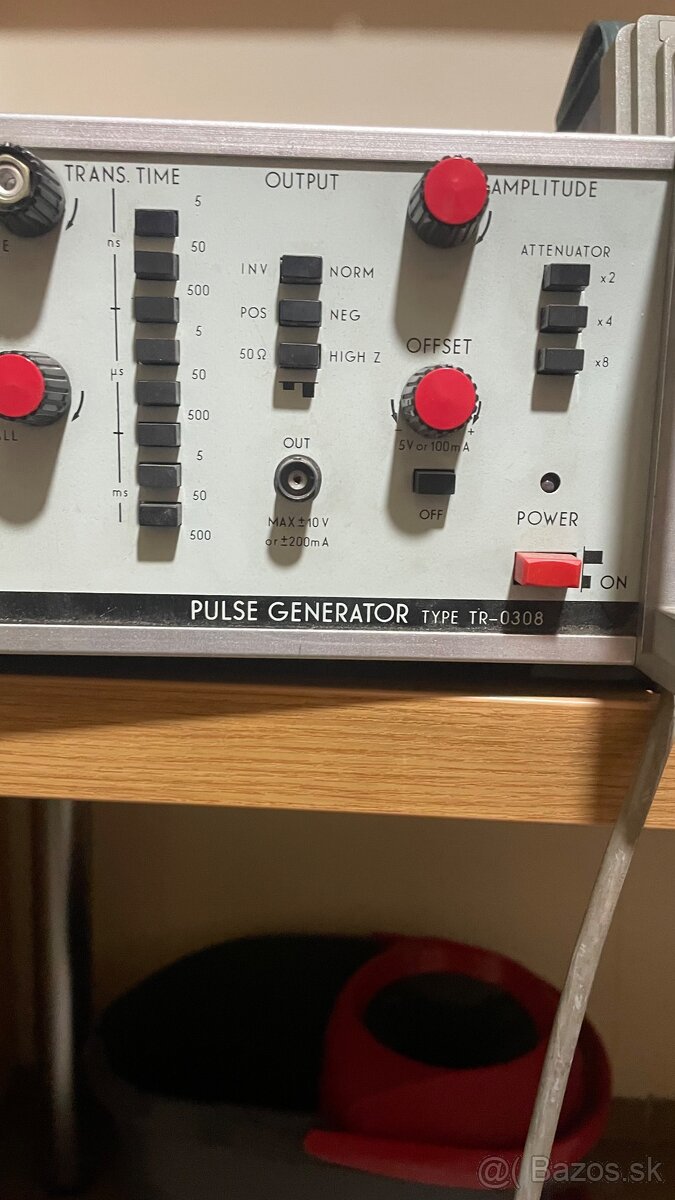 TRANS. TIME
5
ns
50
500
5
μs
50
500
5
ms
50
500
E
ALL
OUTPUT
INV NORM
POS NEG
50Ω HIGH Z
OUT
MAX ±10V
or ±200mA
AMPLITUDE
ATTENUATOR
x2
x4
x8
OFFSET
- +
5V or 100mA
OFF
POWER
ON
PULSE GENERATOR TYPE TR-0308
@( Bazos.sk